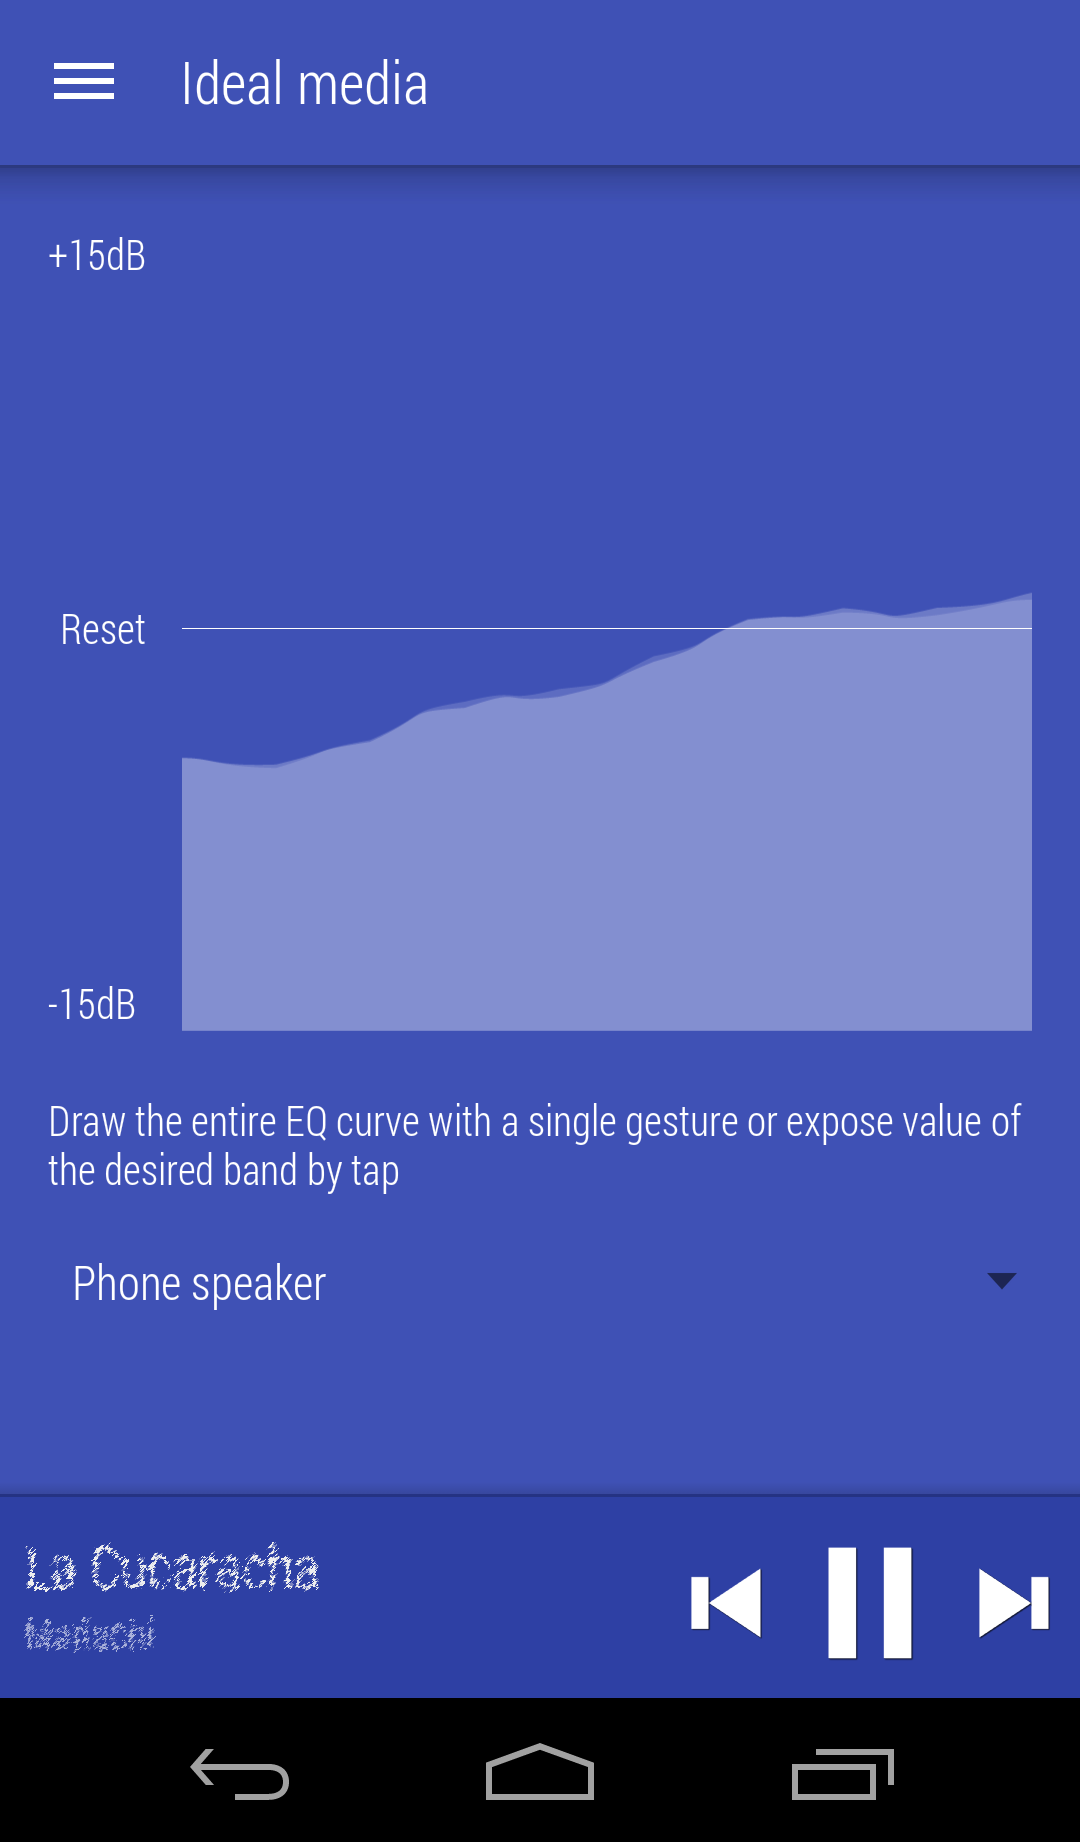 Ideal media
+15dB
Reset
-15dB
Draw the entire EQ curve with a single gesture or expose value of
the desired band by tap
Phone speaker
La Cucaracha
Mariachi